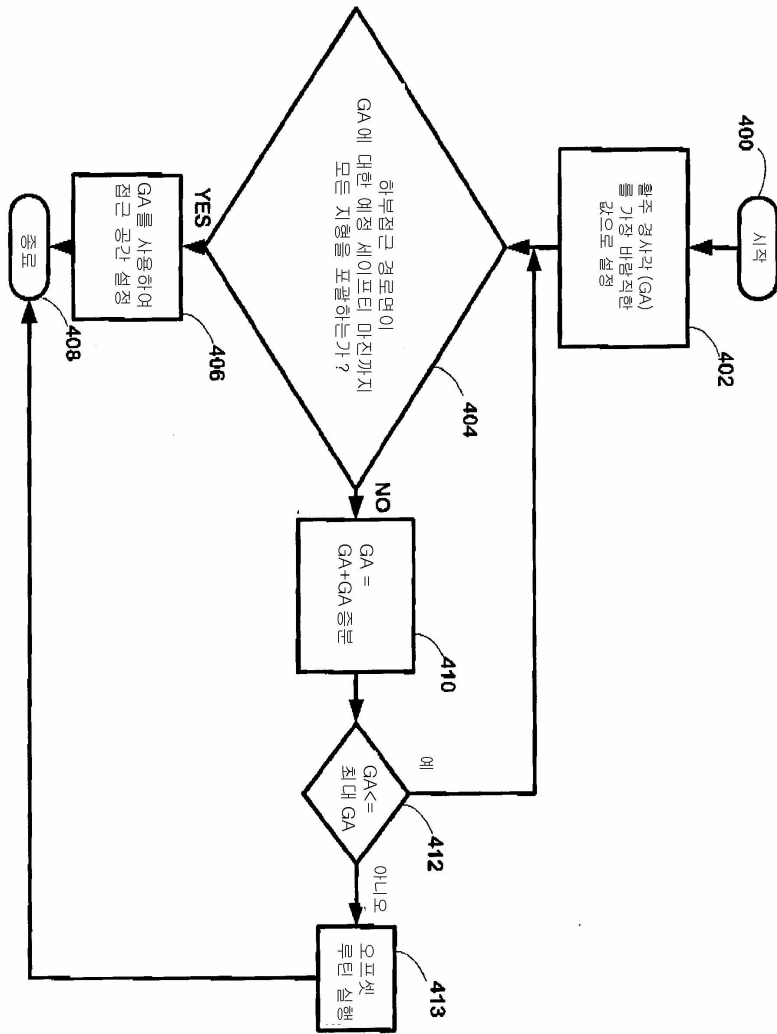 400
시작
활주 경사각 (GA)
를 가장 바람직한
값으로 설정
402
하부접근 경로면이
GA 에 대한 예정 세이프티 마진까지
모든 지형을 포괄하는가 ?
404
YES
GA 를 사용하여
접근 공간 설정
406
종료
408
NO
GA =
GA+GA 증분
410
GA<=
최대 GA
412
예
아니오
오프셋
루틴 실행
413